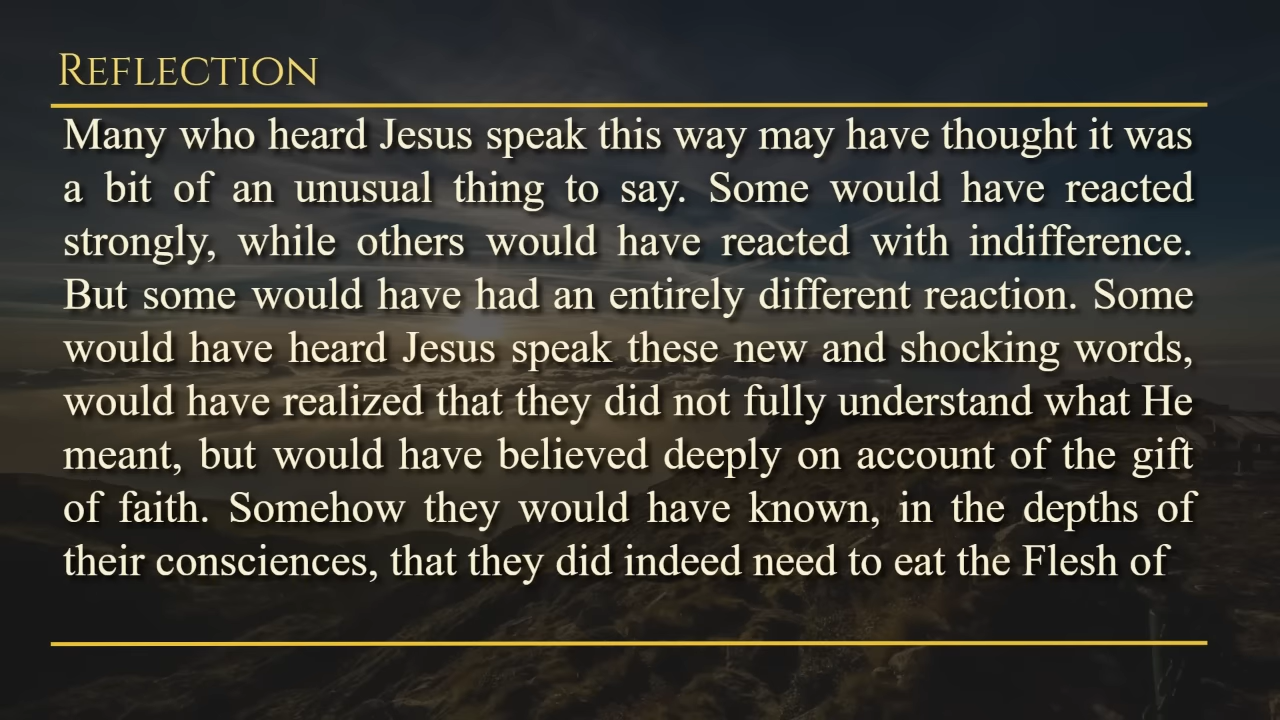 Reflection
Many who heard Jesus speak this way may have thought it was
a bit of an unusual thing to say. Some would have reacted
strongly, while others would have reacted with indifference.
But some would have had an entirely different reaction. Some
would have heard Jesus speak these new and shocking words,
would have realized that they did not fully understand what He
meant, but would have believed deeply on account of the gift
of faith. Somehow they would have known, in the depths of
their consciences, that they did indeed need to eat the Flesh of